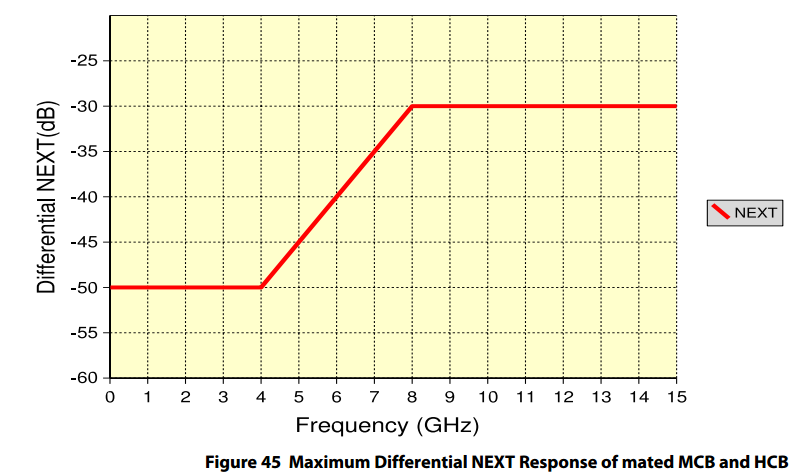 -25
-30
-35
-40
-45
-50
-55
-60
Differential NEXT(dB)
0 1 2 3 4 5 6 7 8 9 10 11 12 13 14 15
Frequency (GHz)
NEXT
Figure 45 Maximum Differential NEXT Response of mated MCB and HCB